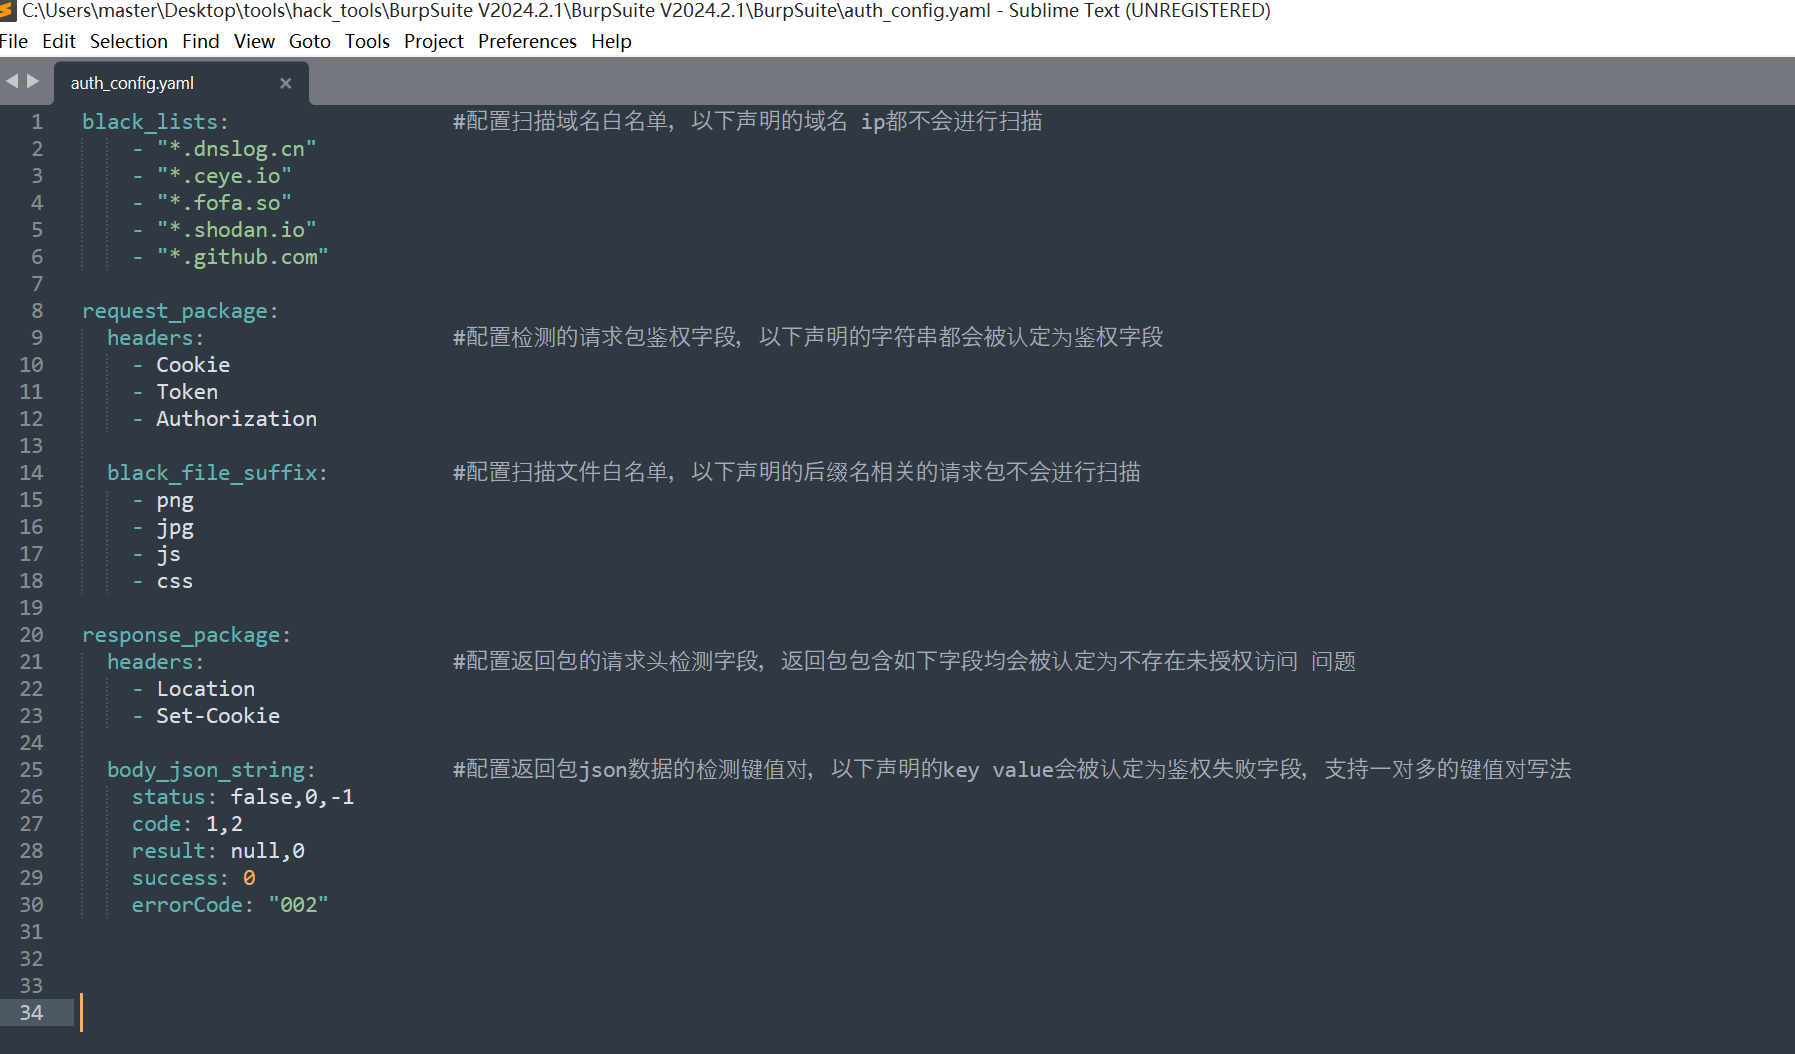 C:\Users\master\Desktop\tools\hack_tools\BurpSuite V2024.2.1\BurpSuite V2024.2.1\BurpSuite\auth_config.yaml - Sublime Text (UNREGISTERED)
File Edit Selection Find View Goto Tools Project Preferences Help
auth_config.yaml ×
1 black_lists: #配置扫描域名白名单，以下声明的域名 ip都不会进行扫描
2 - "*.dnslog.cn"
3 - "*.ceye.io"
4 - "*.fofa.so"
5 - "*.shodan.io"
6 - "*.github.com"
7
8 request_package:
9 headers: #配置检测的请求包鉴权字段，以下声明的字符串都会被认定为鉴权字段
10 - Cookie
11 - Token
12 - Authorization
13
14 black_file_suffix: #配置扫描文件白名单，以下声明的后缀名相关的请求包不会进行扫描
15 - png
16 - jpg
17 - js
18 - css
19
20 response_package:
21 headers: #配置返回包的请求头检测字段，返回包包含如下字段均会被认定为不存在未授权访问 问题
22 - Location
23 - Set-Cookie
24
25 body_json_string: #配置返回包json数据的检测键值对，以下声明的key value会被认定为鉴权失败字段，支持一对多的键值对写法
26 status: false,0,-1
27 code: 1,2
28 result: null,0
29 success: 0
30 errorCode: "002"
31
32
33
34